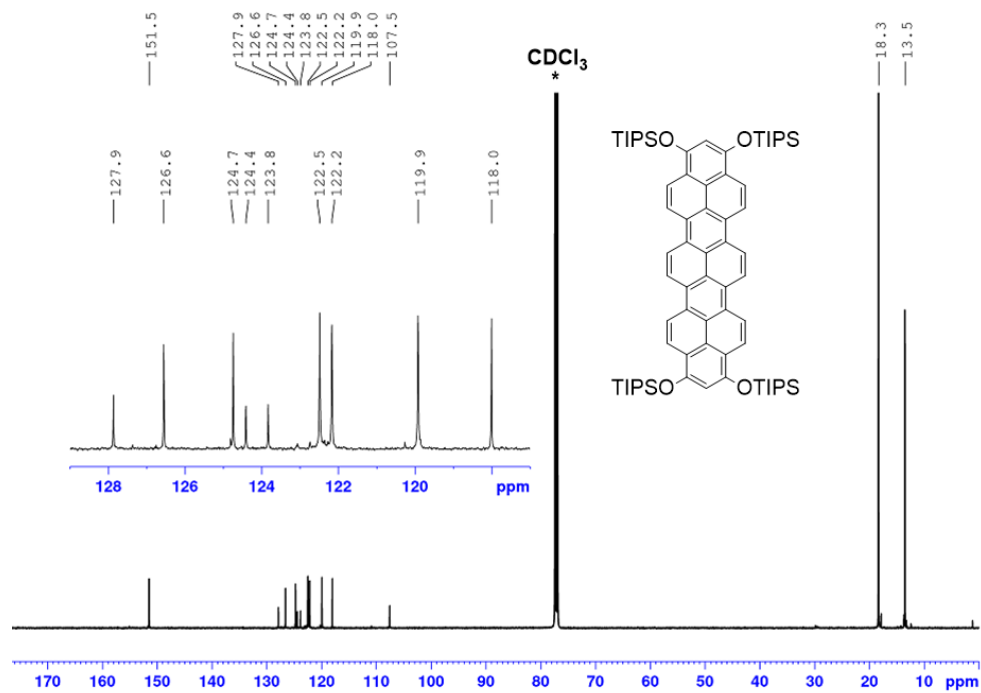 151.5 127.9 126.6 124.7 124.4 123.8 122.5 122.2 119.9 118.0 107.5 18.3 13.5
CDCl3
*
127.9 126.6 124.7 124.4 123.8 122.5 122.2 119.9 118.0
TIPSO OTIPS
TIPSO OTIPS
128 126 124 122 120 ppm
170 160 150 140 130 120 110 100 90 80 70 60 50 40 30 20 10 ppm